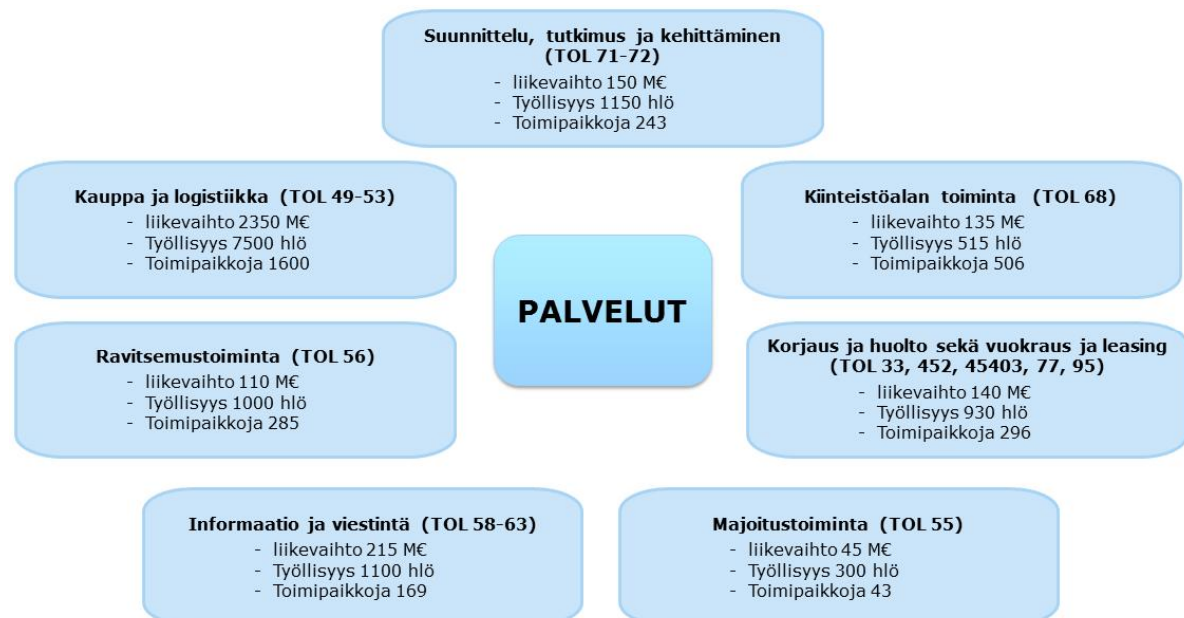 Suunnittelu, tutkimus ja kehittäminen
(TOL 71-72)
- liikevaihto 150 M€
- Työllisyys 1150 hlö
- Toimipaikkoja 243
Kauppa ja logistiikka (TOL 49-53)
- liikevaihto 2350 M€
- Työllisyys 7500 hlö
- Toimipaikkoja 1600
Kiinteistöalan toiminta (TOL 68)
- liikevaihto 135 M€
- Työllisyys 515 hlö
- Toimipaikkoja 506
PALVELUT
Ravitsemustoiminta (TOL 56)
- liikevaihto 110 M€
- Työllisyys 1000 hlö
- Toimipaikkoja 285
Korjaus ja huolto sekä vuokraus ja leasing
(TOL 33, 452, 45403, 77, 95)
- liikevaihto 140 M€
- Työllisyys 930 hlö
- Toimipaikkoja 296
Informaatio ja viestintä (TOL 58-63)
- liikevaihto 215 M€
- Työllisyys 1100 hlö
- Toimipaikkoja 169
Majoitustoiminta (TOL 55)
- liikevaihto 45 M€
- Työllisyys 300 hlö
- Toimipaikkoja 43